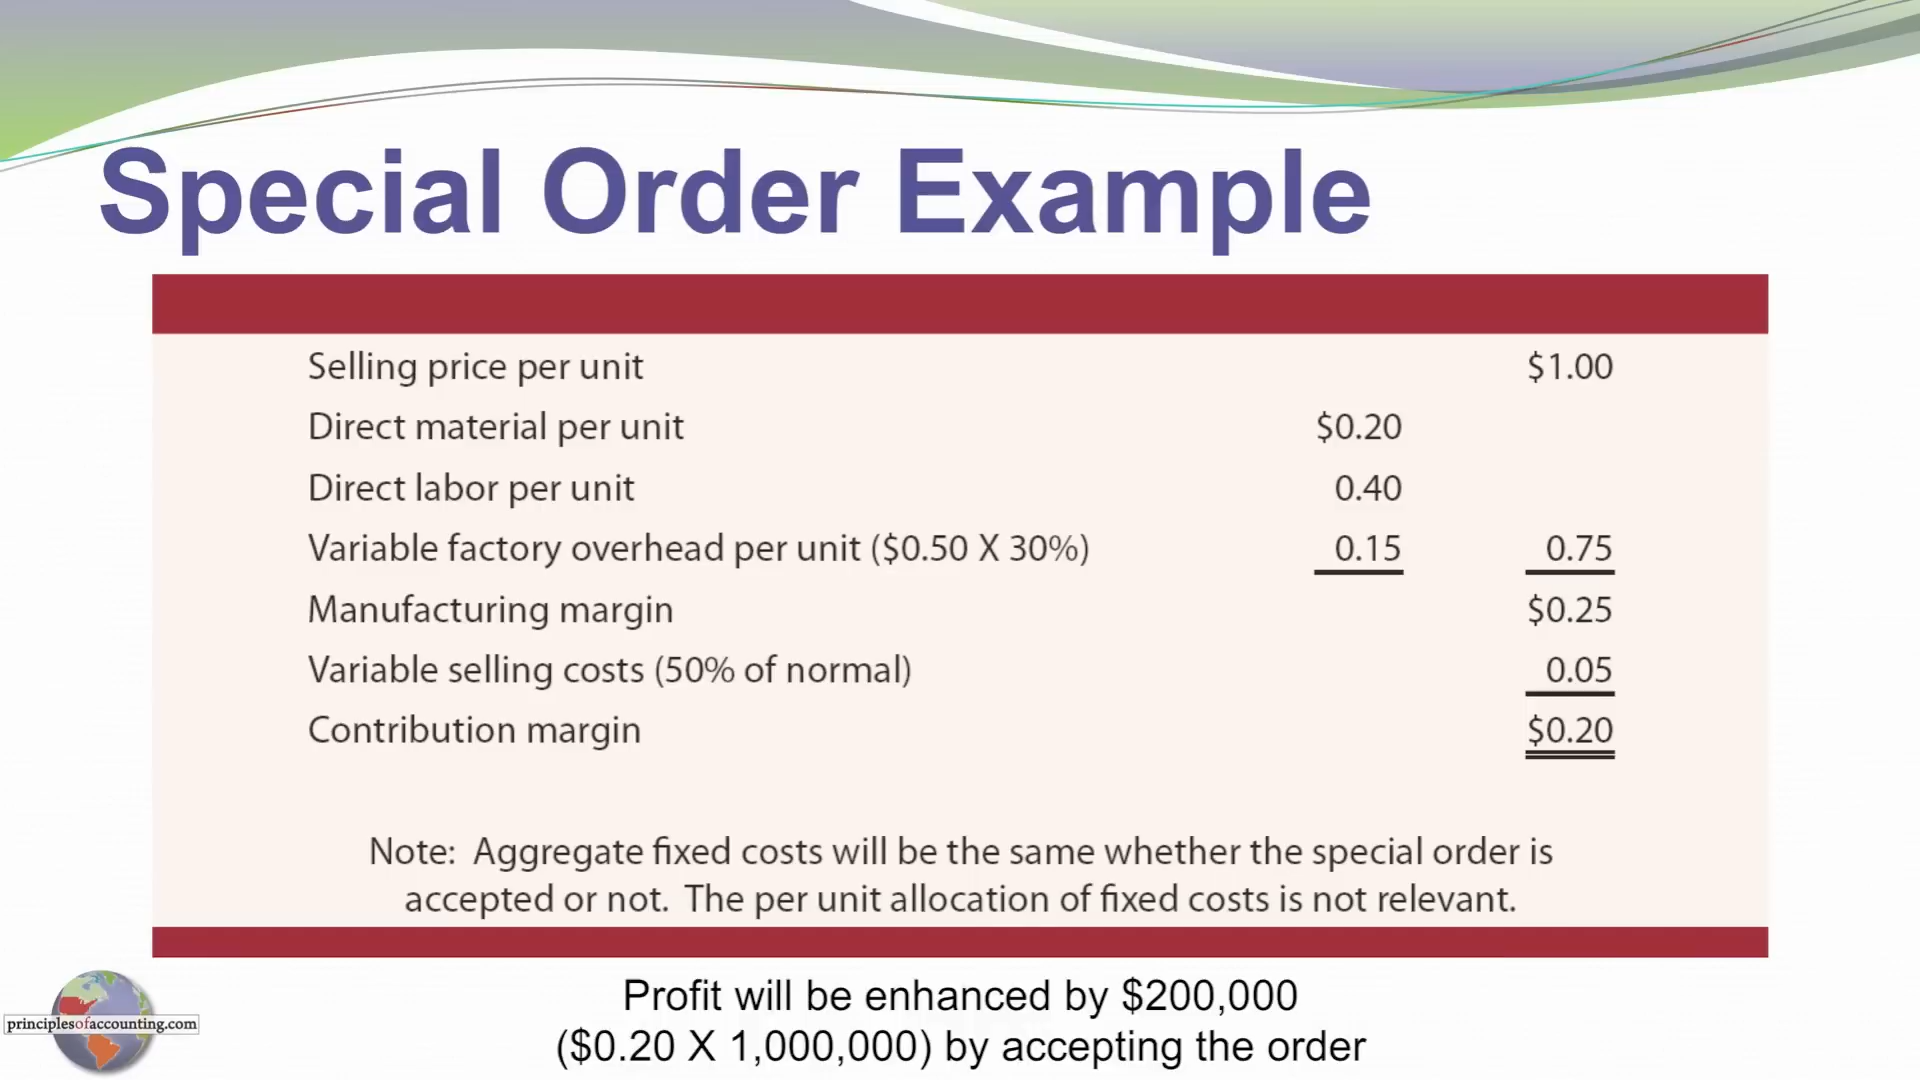 Special Order Example
Selling price per unit $1.00
Direct material per unit $0.20
Direct labor per unit 0.40
Variable factory overhead per unit ($0.50 X 30%) 0.15 0.75
Manufacturing margin $0.25
Variable selling costs (50% of normal) 0.05
Contribution margin $0.20
Note: Aggregate fixed costs will be the same whether the special order is
accepted or not. The per unit allocation of fixed costs is not relevant.
Profit will be enhanced by $200,000
($0.20 X 1,000,000) by accepting the order
principlesofaccounting.com